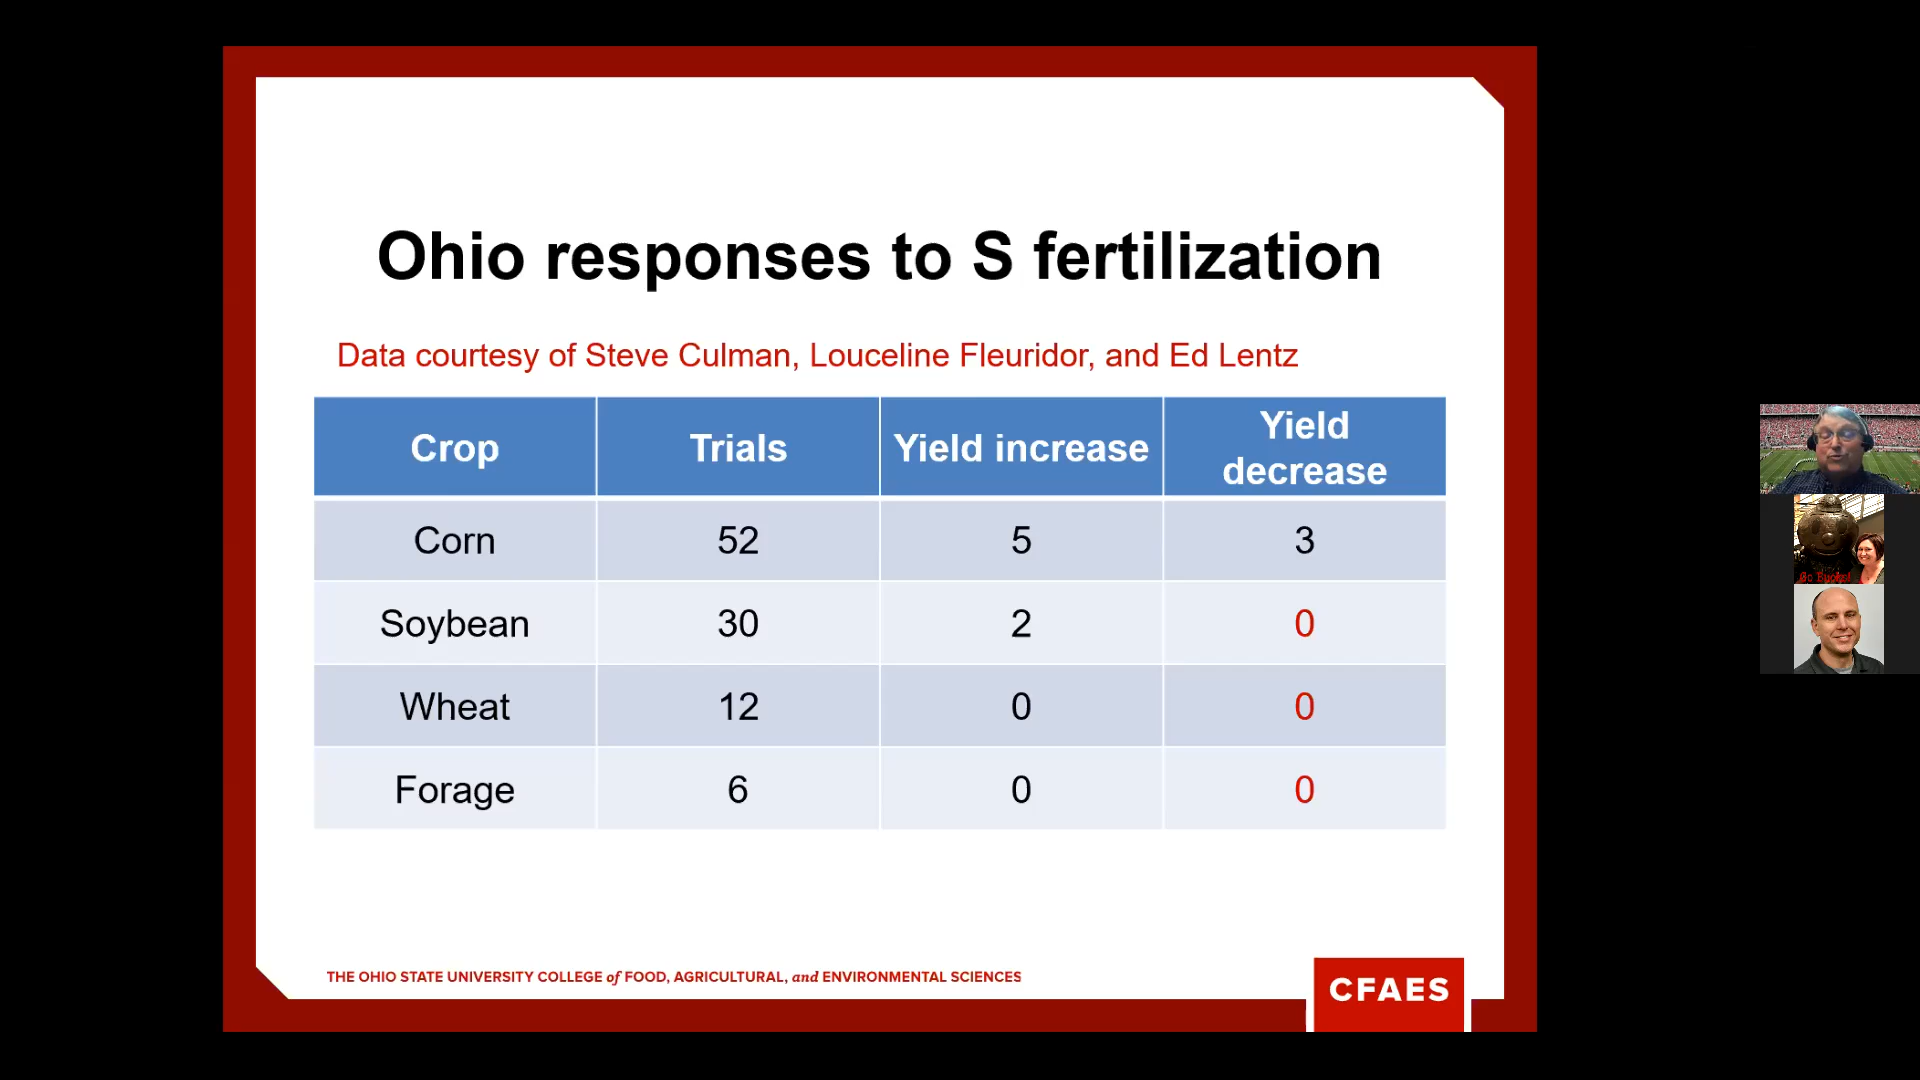 Ohio responses to S fertilization
Data courtesy of Steve Culman, Louceline Fleuridor, and Ed Lentz
Crop Trials Yield increase Yield decrease
Corn 52 5 3
Soybean 30 2 0
Wheat 12 0 0
Forage 6 0 0
THE OHIO STATE UNIVERSITY COLLEGE of FOOD, AGRICULTURAL, and ENVIRONMENTAL SCIENCES
CFAES